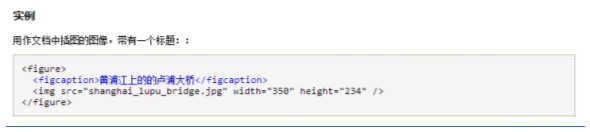 实例
用作文档中插图的图像，带有一个标题：：
<figure>
<figcaption>黄浦江上的的卢浦大桥</figcaption>
<img src="shanghai_lupu_bridge.jpg" width="350" height="234" />
</figure>